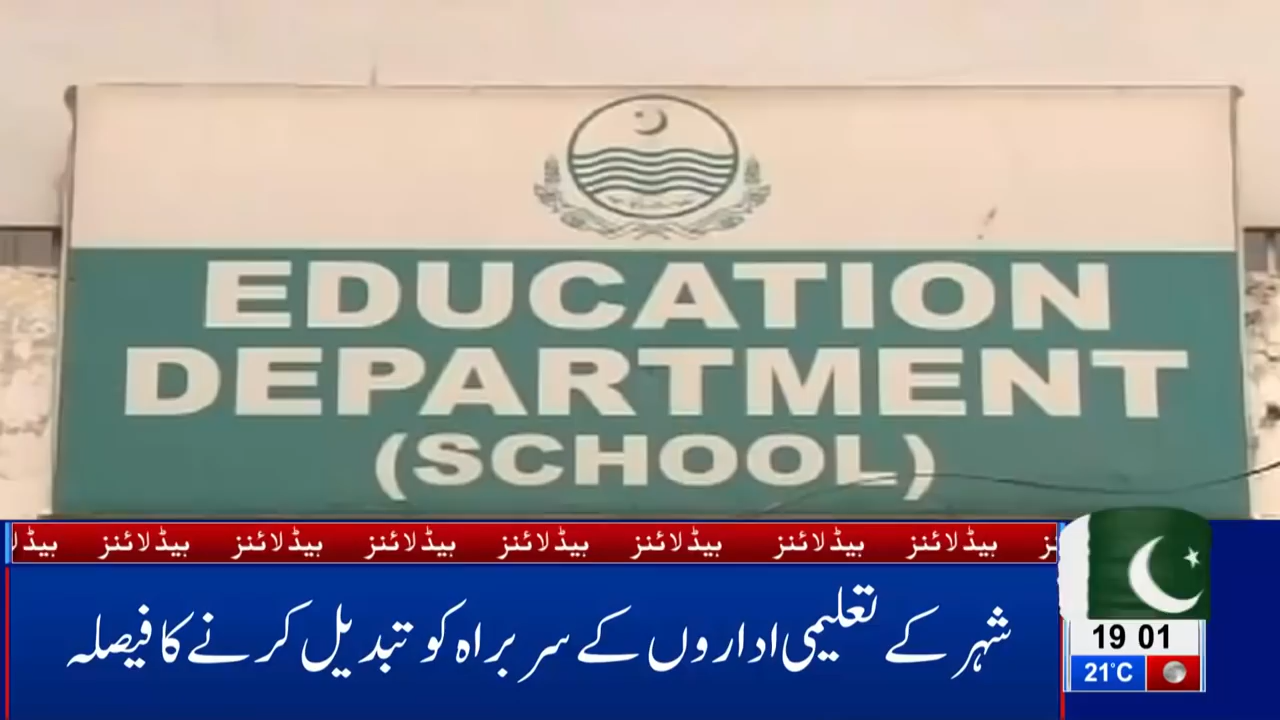 EDUCATION
DEPARTMENT
(SCHOOL)
ہیڈلائنز ہیڈلائنز ہیڈلائنز ہیڈلائنز ہیڈلائنز ہیڈلائنز ہیڈلائنز
شہر کے تعلیمی اداروں کے سربراہ کو تبدیل کرنے کا فیصلہ
19 01
21°C